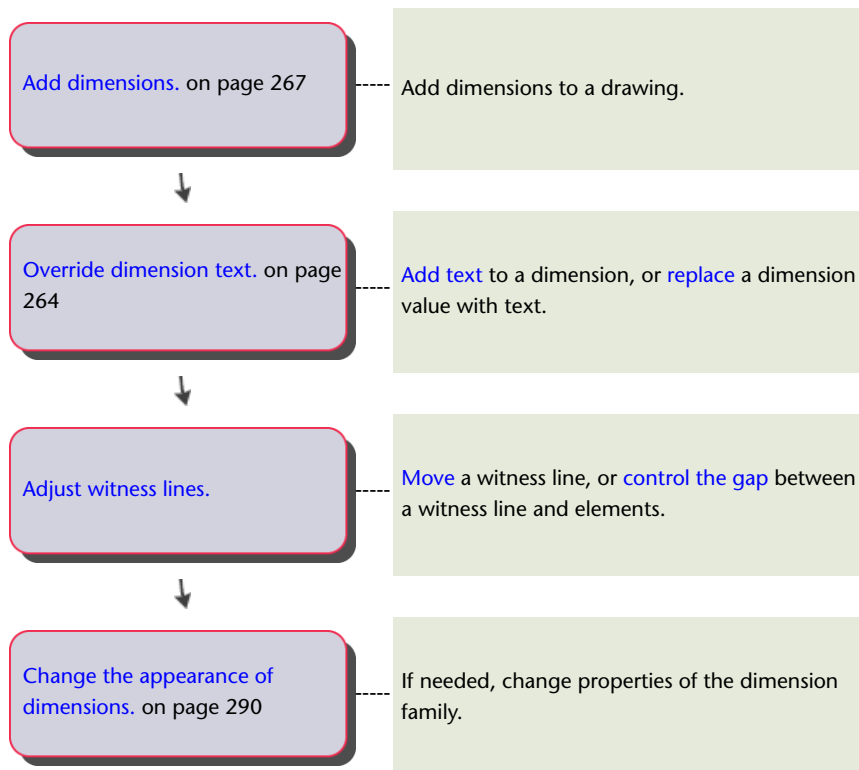 Add dimensions. on page 267
Add dimensions to a drawing.
Override dimension text. on page
264
Add text to a dimension, or replace a dimension
value with text.
Adjust witness lines.
Move a witness line, or control the gap between
a witness line and elements.
Change the appearance of
dimensions. on page 290
If needed, change properties of the dimension
family.